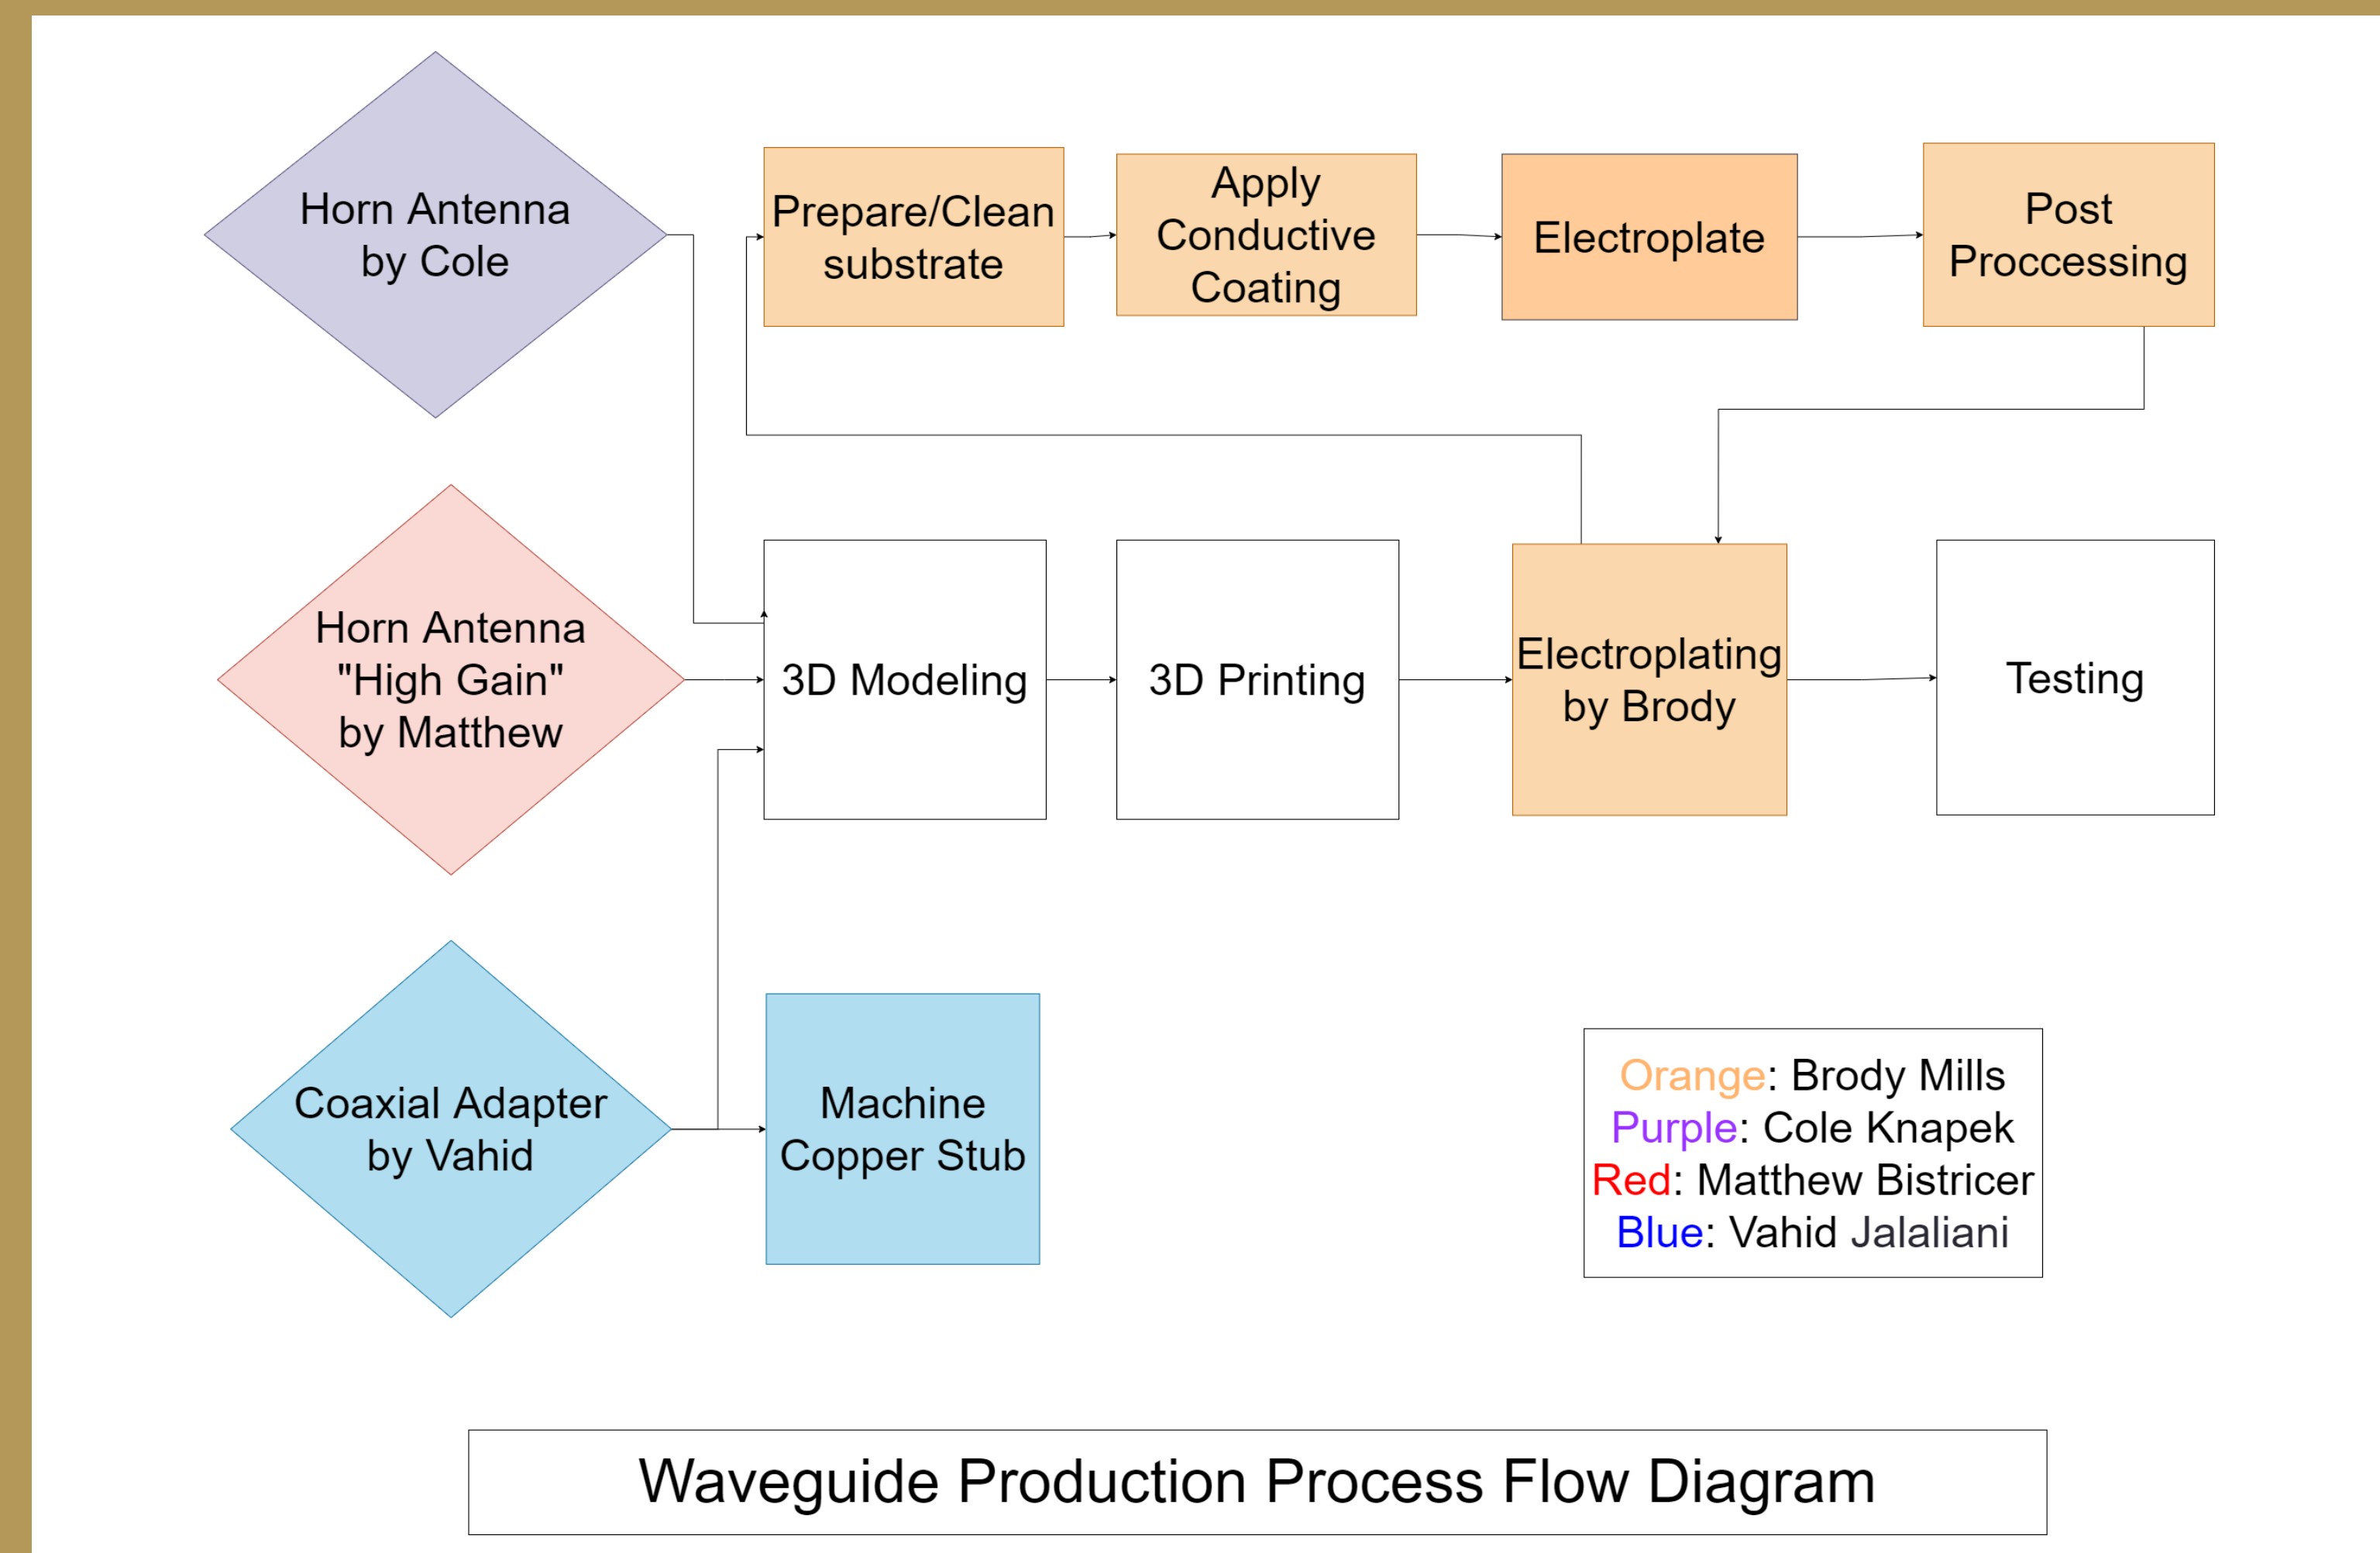 Horn Antenna
by Cole
Prepare/Clean
substrate
Apply
Conductive
Coating
Electroplate
Post
Proccessing
Horn Antenna
"High Gain"
by Matthew
3D Modeling
3D Printing
Electroplating
by Brody
Testing
Coaxial Adapter
by Vahid
Machine
Copper Stub
Orange: Brody Mills
Purple: Cole Knapek
Red: Matthew Bistricer
Blue: Vahid Jalaliani
Waveguide Production Process Flow Diagram